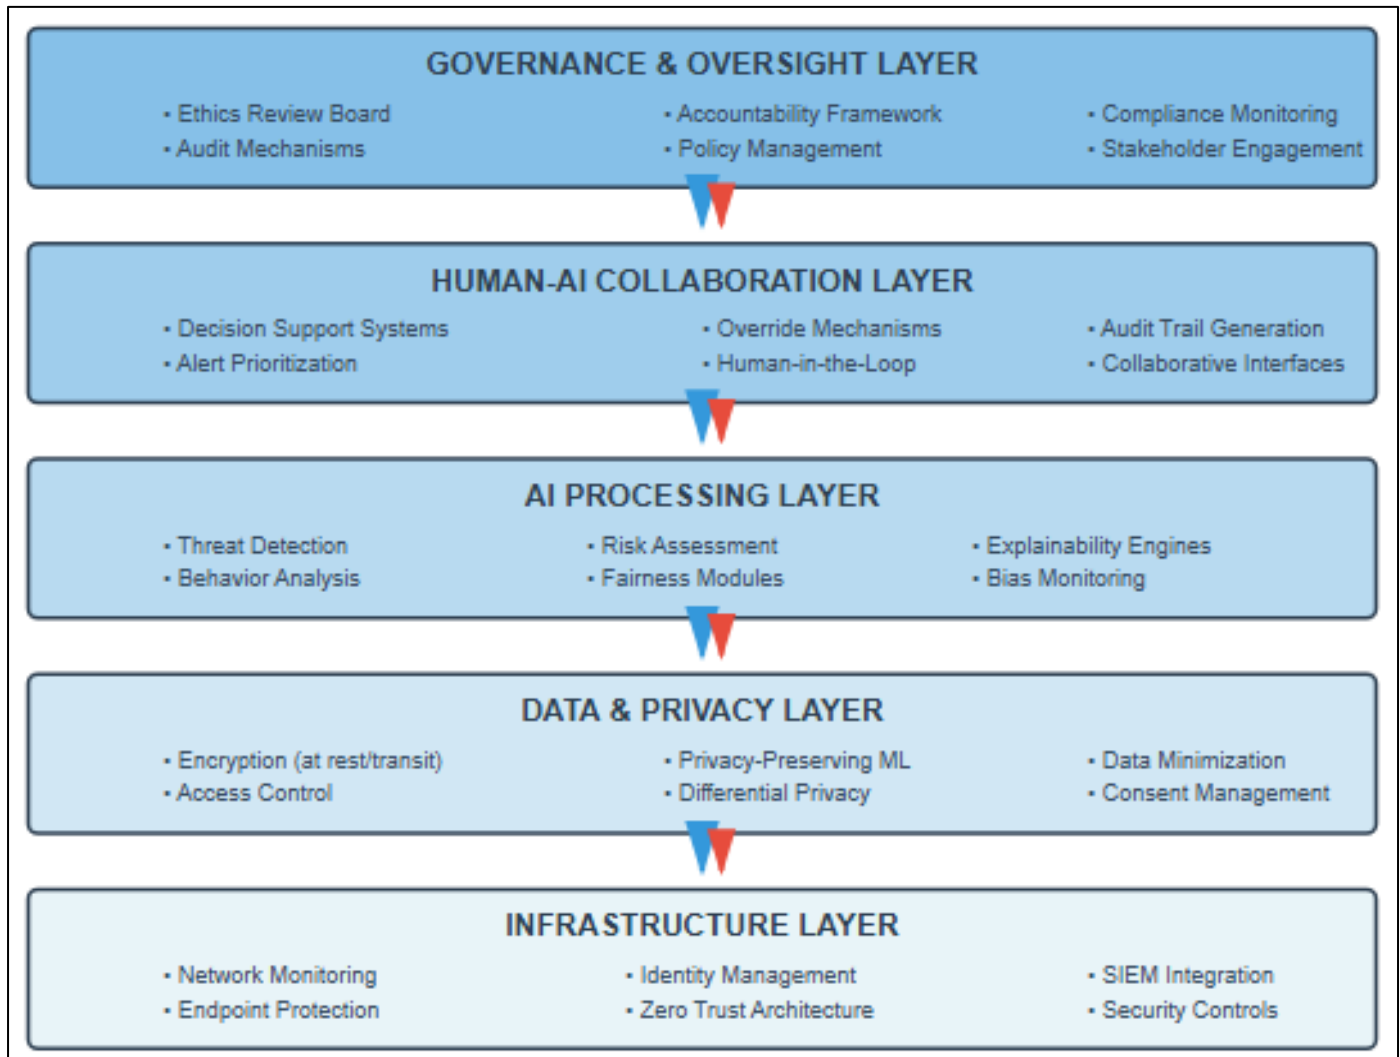 GOVERNANCE & OVERSIGHT LAYER
▪ Ethics Review Board ▪ Accountability Framework ▪ Compliance Monitoring
▪ Audit Mechanisms ▪ Policy Management ▪ Stakeholder Engagement
HUMAN-AI COLLABORATION LAYER
▪ Decision Support Systems ▪ Override Mechanisms ▪ Audit Trail Generation
▪ Alert Prioritization ▪ Human-in-the-Loop ▪ Collaborative Interfaces
AI PROCESSING LAYER
▪ Threat Detection ▪ Risk Assessment ▪ Explainability Engines
▪ Behavior Analysis ▪ Fairness Modules ▪ Bias Monitoring
DATA & PRIVACY LAYER
▪ Encryption (at rest/transit) ▪ Privacy-Preserving ML ▪ Data Minimization
▪ Access Control ▪ Differential Privacy ▪ Consent Management
INFRASTRUCTURE LAYER
▪ Network Monitoring ▪ Identity Management ▪ SIEM Integration
▪ Endpoint Protection ▪ Zero Trust Architecture ▪ Security Controls